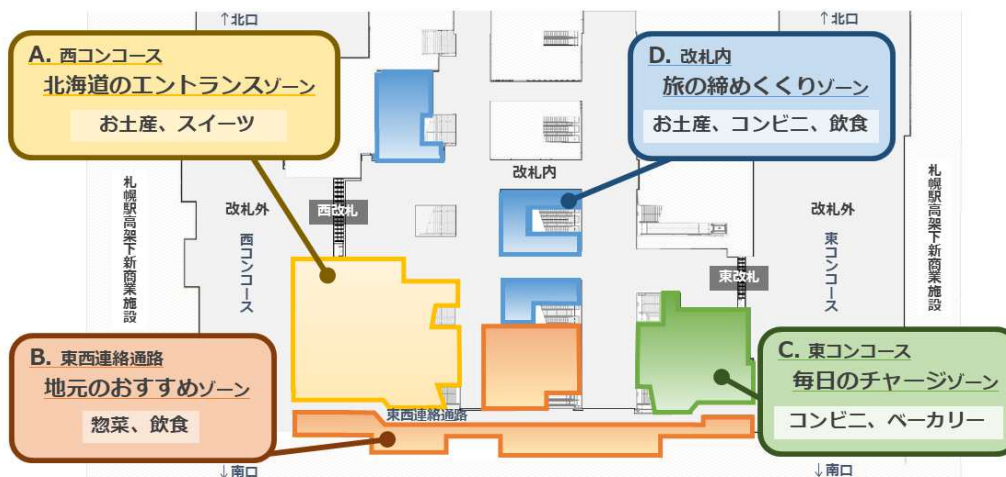 ↑北口
↑北口
A. 西コンコース
北海道のエントランスゾーン
お土産、スイーツ
D. 改札内
旅の締めくくりゾーン
お土産、コンビニ、飲食
改札内
札幌駅高架下新商業施設
改札外
西コンコース
西改札
東改札
改札外
東コンコース
札幌駅高架下新商業施設
B. 東西連絡通路
地元のおすすめゾーン
惣菜、飲食
東西連絡通路
C. 東コンコース
毎日のチャージゾーン
コンビニ、ベーカリー
↓南口
↓南口